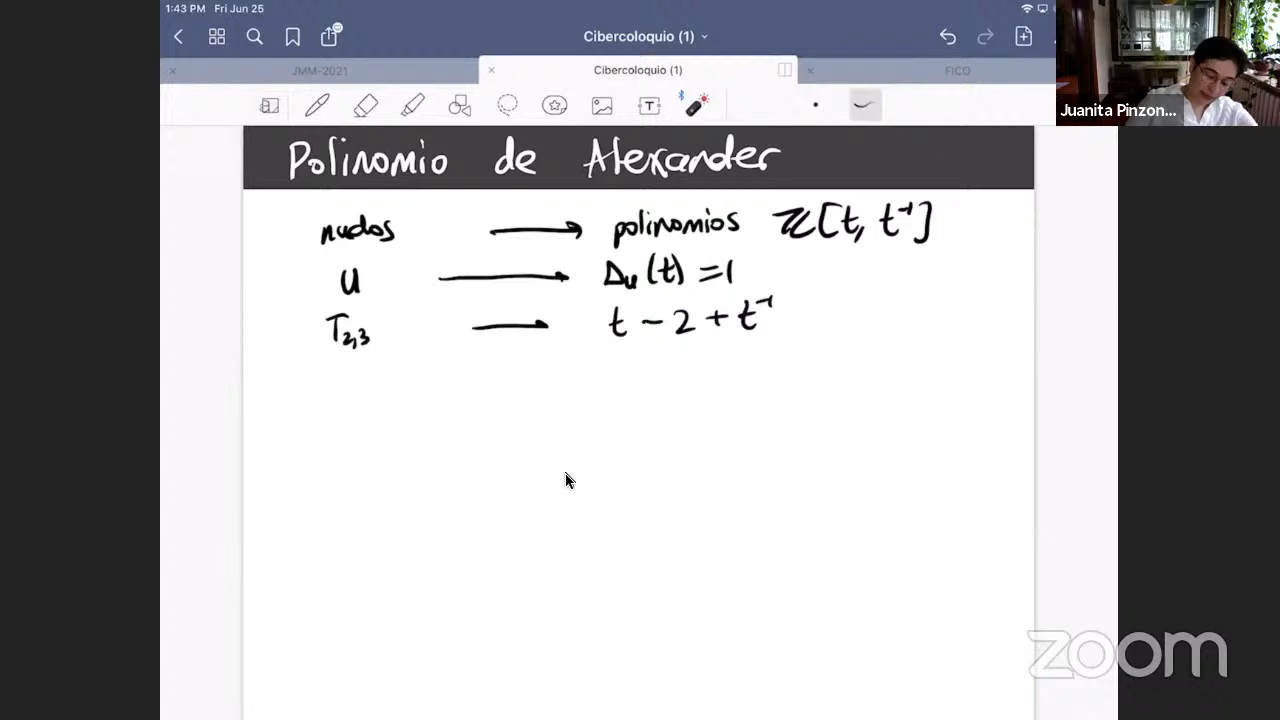 1:43 PM Fri Jun 25
Cibercoloquio (1)
JMM-2021
Cibercoloquio (1)
FICO
Juanita Pinzon...
Polinomio de Alexander
nudos → polinomios ℤ[t, t⁻¹]
U → Δᵤ(t) = 1
T₂,₃ → t - 2 + t⁻¹
zoom